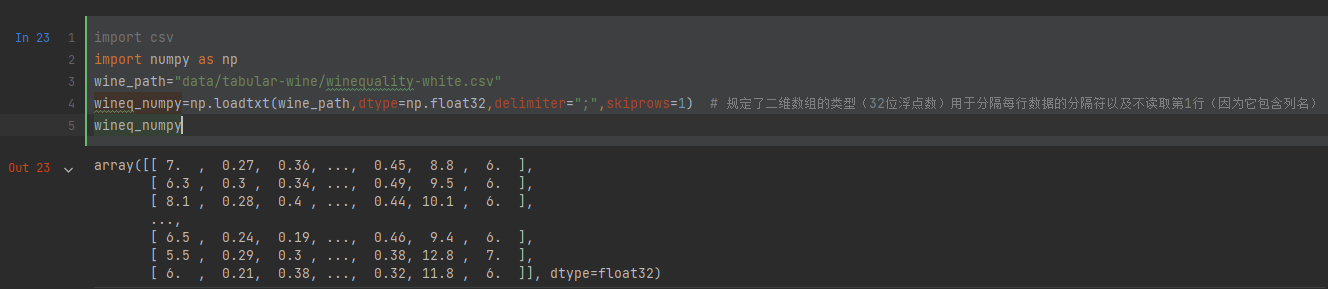 In 23 1 import csv
2 import numpy as np
3 wine_path="data/tabular-wine/winequality-white.csv"
4 wineq_numpy=np.loadtxt(wine_path,dtype=np.float32,delimiter=";",skiprows=1)  # 规定了二维数组的类型（32位浮点数）用于分隔每行数据的分隔符以及不读取第1行（因为它包含列名）
5 wineq_numpy
Out 23 array([[ 7.  ,  0.27,  0.36, ...,  0.45,  8.8 ,  6.  ],
[ 6.3 ,  0.3 ,  0.34, ...,  0.49,  9.5 ,  6.  ],
[ 8.1 ,  0.28,  0.4 , ...,  0.44, 10.1 ,  6.  ],
...,
[ 6.5 ,  0.24,  0.19, ...,  0.46,  9.4 ,  6.  ],
[ 5.5 ,  0.29,  0.3 , ...,  0.38, 12.8 ,  7.  ],
[ 6.  ,  0.21,  0.38, ...,  0.32, 11.8 ,  6.  ]], dtype=float32)